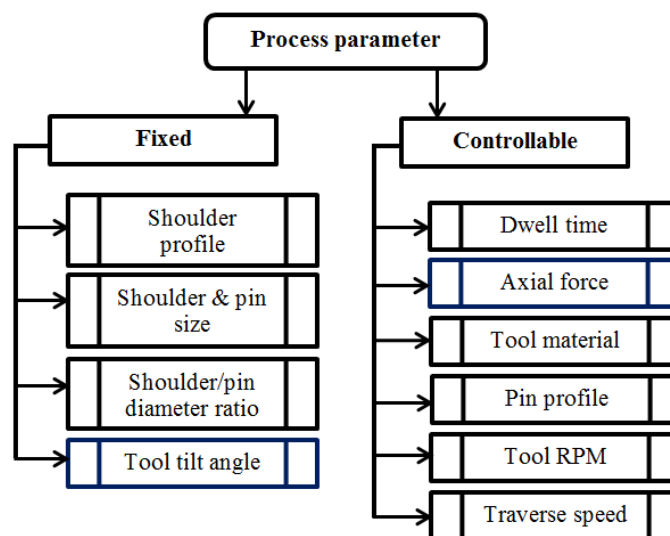 Process parameter
Fixed
Shoulder
profile
Shoulder & pin
size
Shoulder/pin
diameter ratio
Tool tilt angle
Controllable
Dwell time
Axial force
Tool material
Pin profile
Tool RPM
Traverse speed